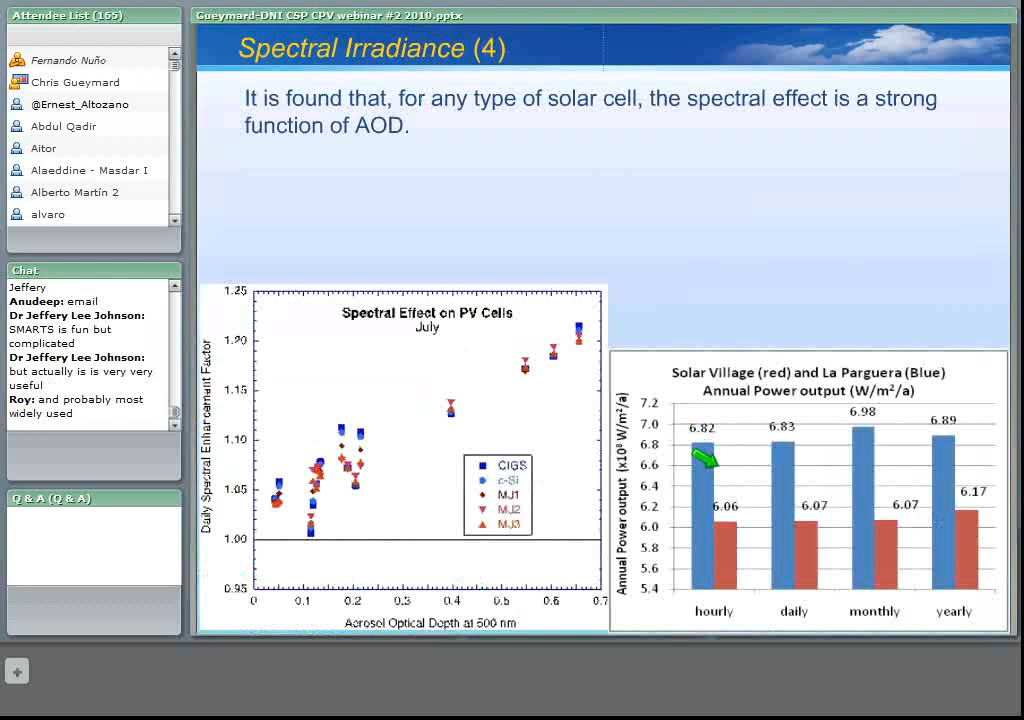 Attendee List (165)
Fernando Nuño
Chris Gueymard
@Ernest_Altozano
Abdul Qadir
Aitor
Alaeddine - Masdar I
Alberto Martín 2
alvaro
Chat
Jeffery
Anudeep: email
Dr Jeffery Lee Johnson:
SMARTS is fun but
complicated
Dr Jeffery Lee Johnson:
but actually is is very very
useful
Roy: and probably most
widely used
Q & A (Q & A)
Gueymard-DNI CSP CPV webinar #2 2010.pptx
Spectral Irradiance (4)
It is found that, for any type of solar cell, the spectral effect is a strong
function of AOD.
Spectral Effect on PV Cells
July
Daily Spectral Enhancement Factor
1.25
1.20
1.15
1.10
1.05
1.00
0.95
0
0.1
0.2
0.3
0.4
0.5
0.6
0.7
Aerosol Optical Depth at 500 nm
CIGS
c-Si
MJ1
MJ2
MJ3
Solar Village (red) and La Parguera (Blue)
Annual Power output (W/m²/a)
Annual Power output (x10⁸ W/m²/a)
7.2
7.0
6.8
6.6
6.4
6.2
6.0
5.8
5.6
5.4
6.82
6.06
6.83
6.07
6.98
6.07
6.89
6.17
hourly
daily
monthly
yearly